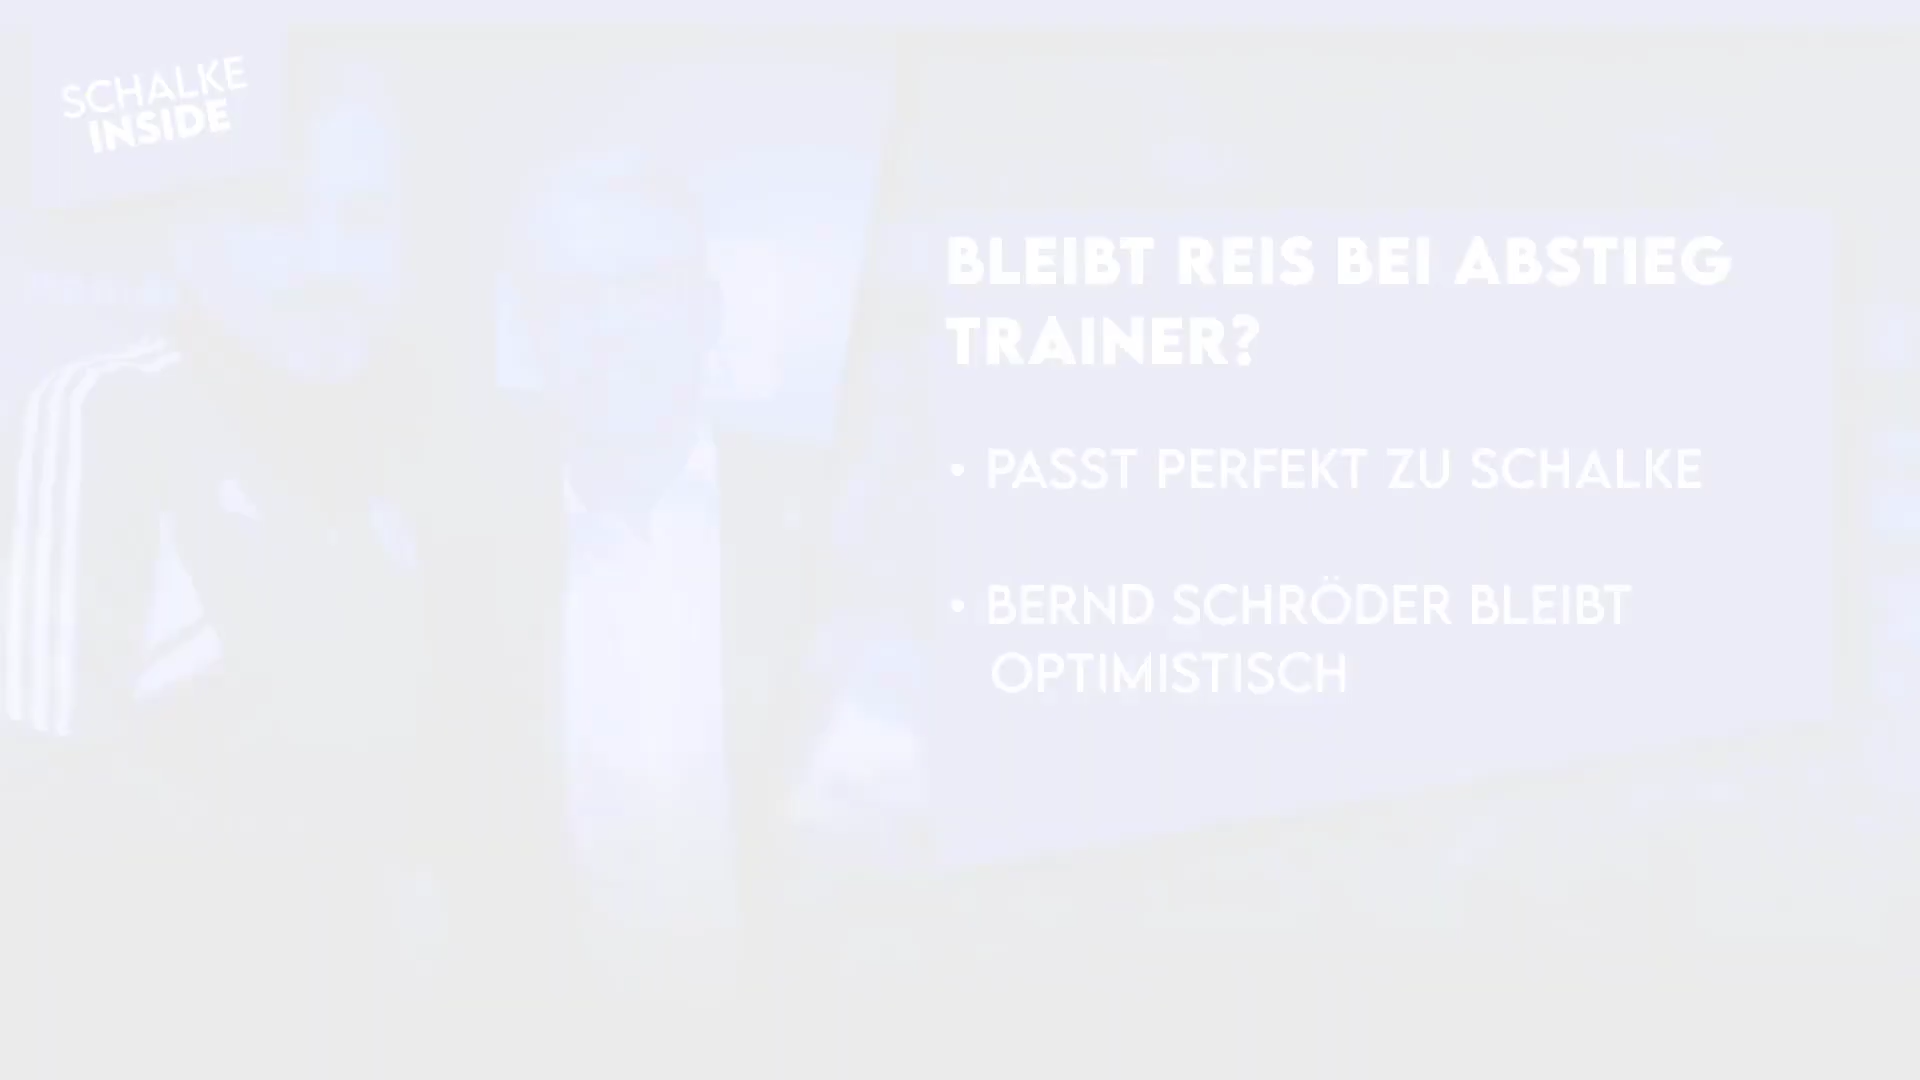 SCHALKE
INSIDE
BLEIBT REIS BEI ABSTIEG
TRAINER?
• PASST PERFEKT ZU SCHALKE
• BERND SCHRÖDER BLEIBT
OPTIMISTISCH